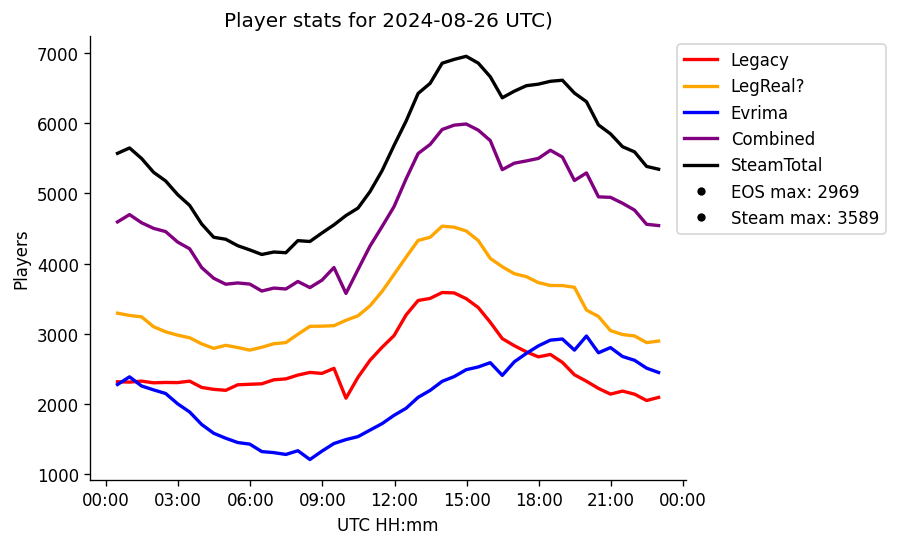 Player stats for 2024-08-26 UTC)
7000
6000
5000
4000
3000
2000
1000
Players
00:00 03:00 06:00 09:00 12:00 15:00 18:00 21:00 00:00
UTC HH:mm
Legacy
LegReal?
Evrima
Combined
SteamTotal
EOS max: 2969
Steam max: 3589